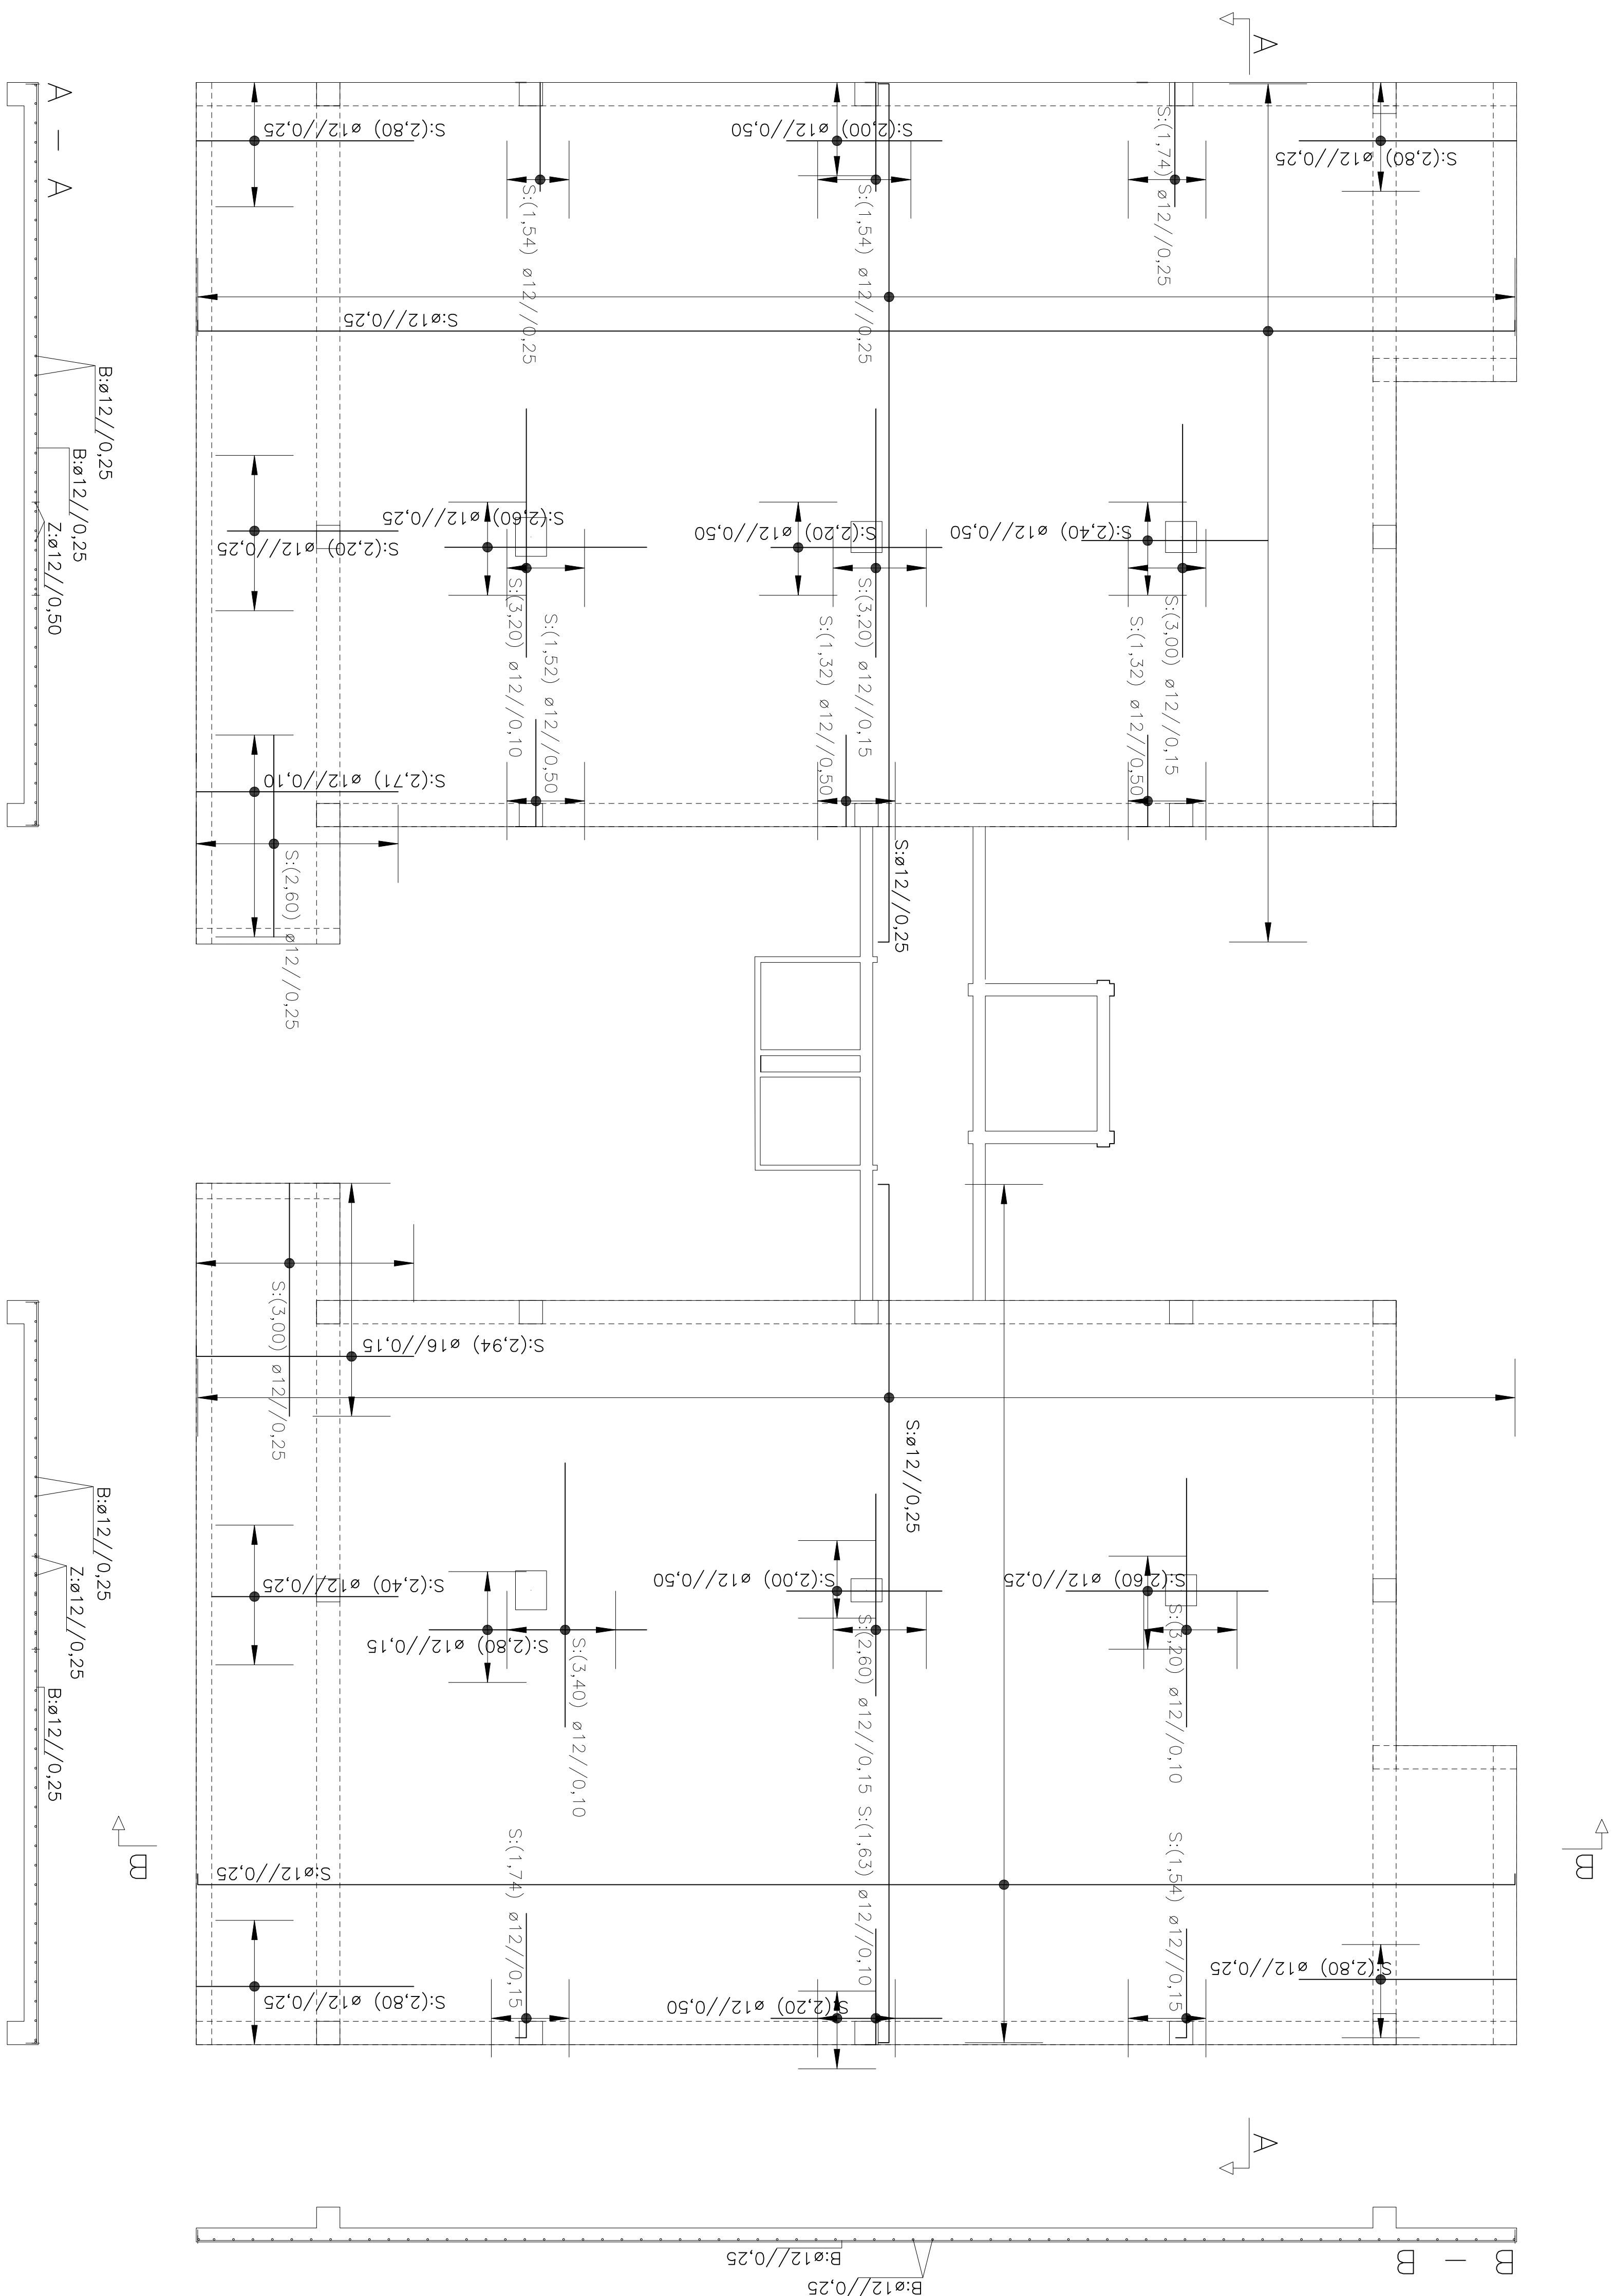 A
A – A
S:(2,80) ø12//0,25
S:(2,00) ø12//0,50
S:(2,80) ø12//0,25
S:(1,74) ø12//0,25
S:(1,54) ø12//0,25
S:(1,54) ø12//0,25
S:ø12//0,25
B:ø12//0,25
B:ø12//0,25
Z:ø12//0,50
S:(2,20) ø12//0,25
S:(2,60) ø12//0,25
S:(2,20) ø12//0,50
S:(2,40) ø12//0,50
S:(3,20) ø12//0,10
S:(1,52) ø12//0,50
S:(3,20) ø12//0,15
S:(1,32) ø12//0,50
S:(3,00) ø12//0,15
S:(1,32) ø12//0,50
S:(2,71) ø12//0,10
S:(2,60) ø12//0,25
S:ø12//0,25
S:(3,00) ø12//0,25
S:(2,94) ø16//0,15
S:ø12//0,25
B:ø12//0,25
Z:ø12//0,25
B:ø12//0,25
S:(2,40) ø12//0,25
S:(2,80) ø12//0,15
S:(3,40) ø12//0,10
S:(2,00) ø12//0,50
S:(2,60) ø12//0,15
S:(2,60) ø12//0,25
S:(3,20) ø12//0,10
S:(1,74) ø12//0,15
S:(1,63) ø12//0,10
S:(1,54) ø12//0,15
B
B
S:ø12//0,25
S:(2,80) ø12//0,25
S:(2,20) ø12//0,50
S:(2,80) ø12//0,25
A
B:ø12//0,25
B:ø12//0,25
B – B